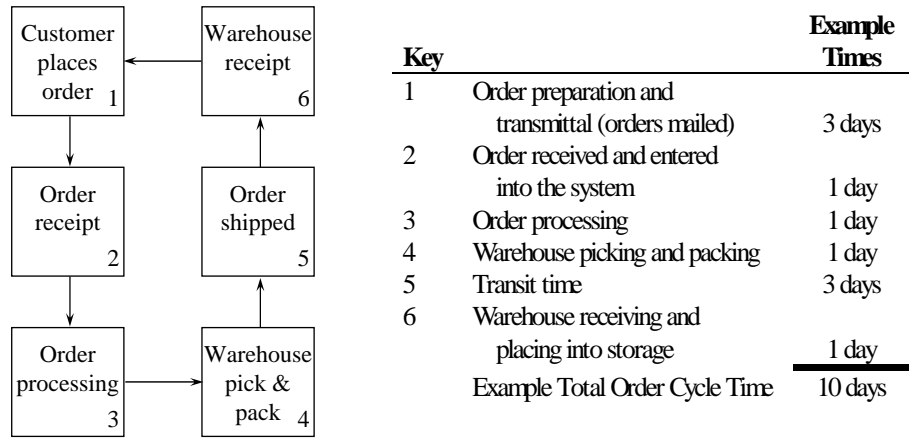 Customer
places
order
1
Warehouse
receipt
6
Order
receipt
2
Order
shipped
5
Order
processing
3
Warehouse
pick &
pack
4
Example
Key Times
1 Order preparation and
transmittal (orders mailed) 3 days
2 Order received and entered
into the system 1 day
3 Order processing 1 day
4 Warehouse picking and packing 1 day
5 Transit time 3 days
6 Warehouse receiving and
placing into storage 1 day
Example Total Order Cycle Time 10 days